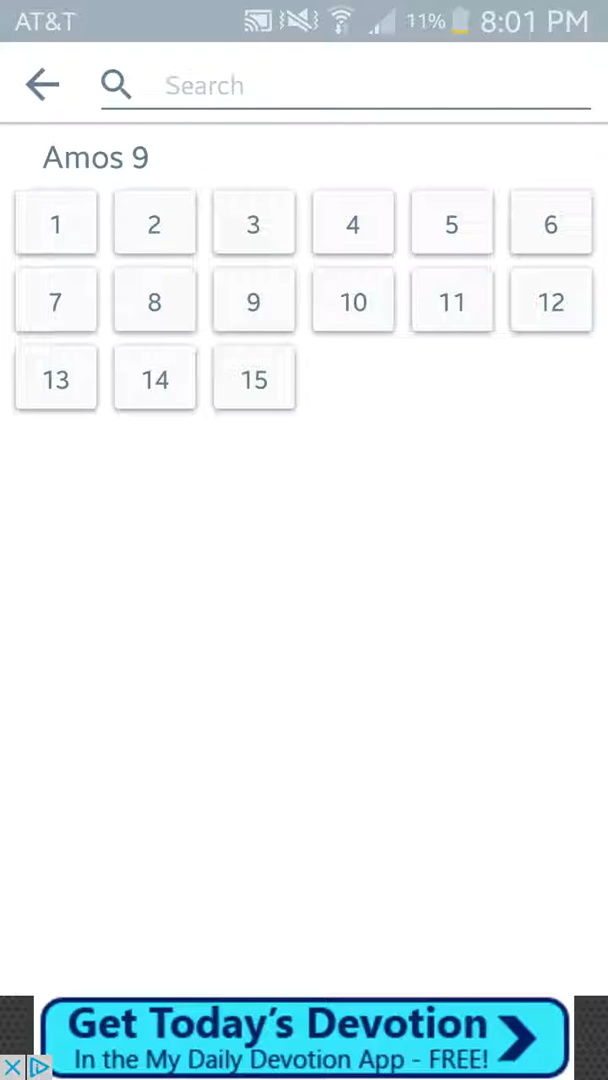 AT&T 11% 8:01 PM
Search
Amos 9
1 2 3 4 5 6
7 8 9 10 11 12
13 14 15
Get Today's Devotion
In the My Daily Devotion App - FREE!